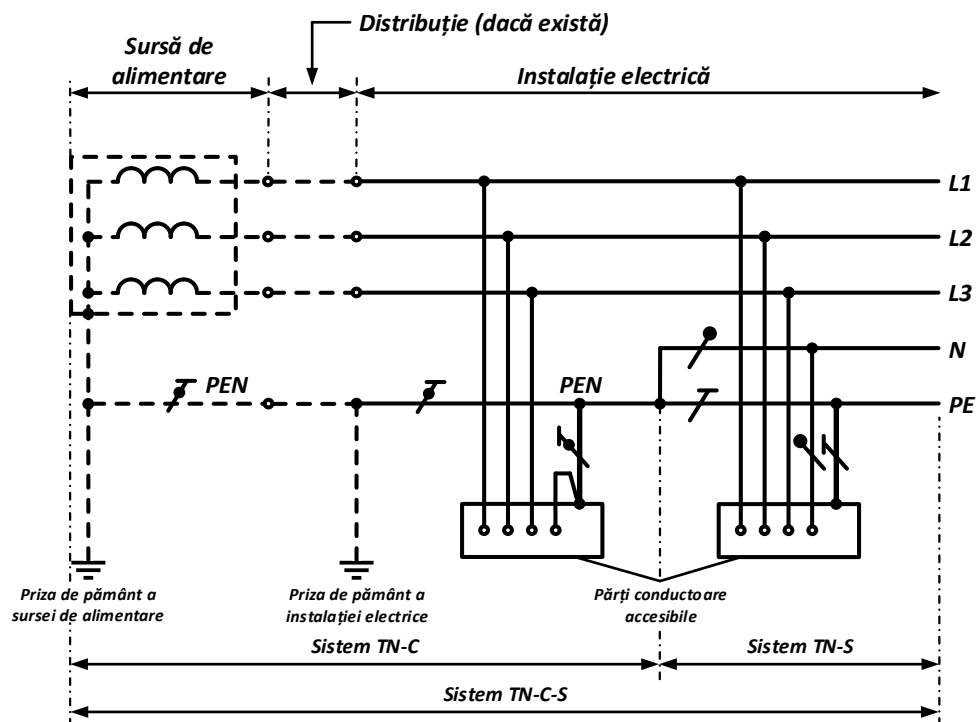 Distribuție (dacă există)
Sursă de
alimentare
Instalație electrică
L1
L2
L3
N
PEN
PEN
PE
Priza de pământ a
sursei de alimentare
Priza de pământ a
instalației electrice
Părți conductoare
accesibile
Sistem TN-C
Sistem TN-S
Sistem TN-C-S